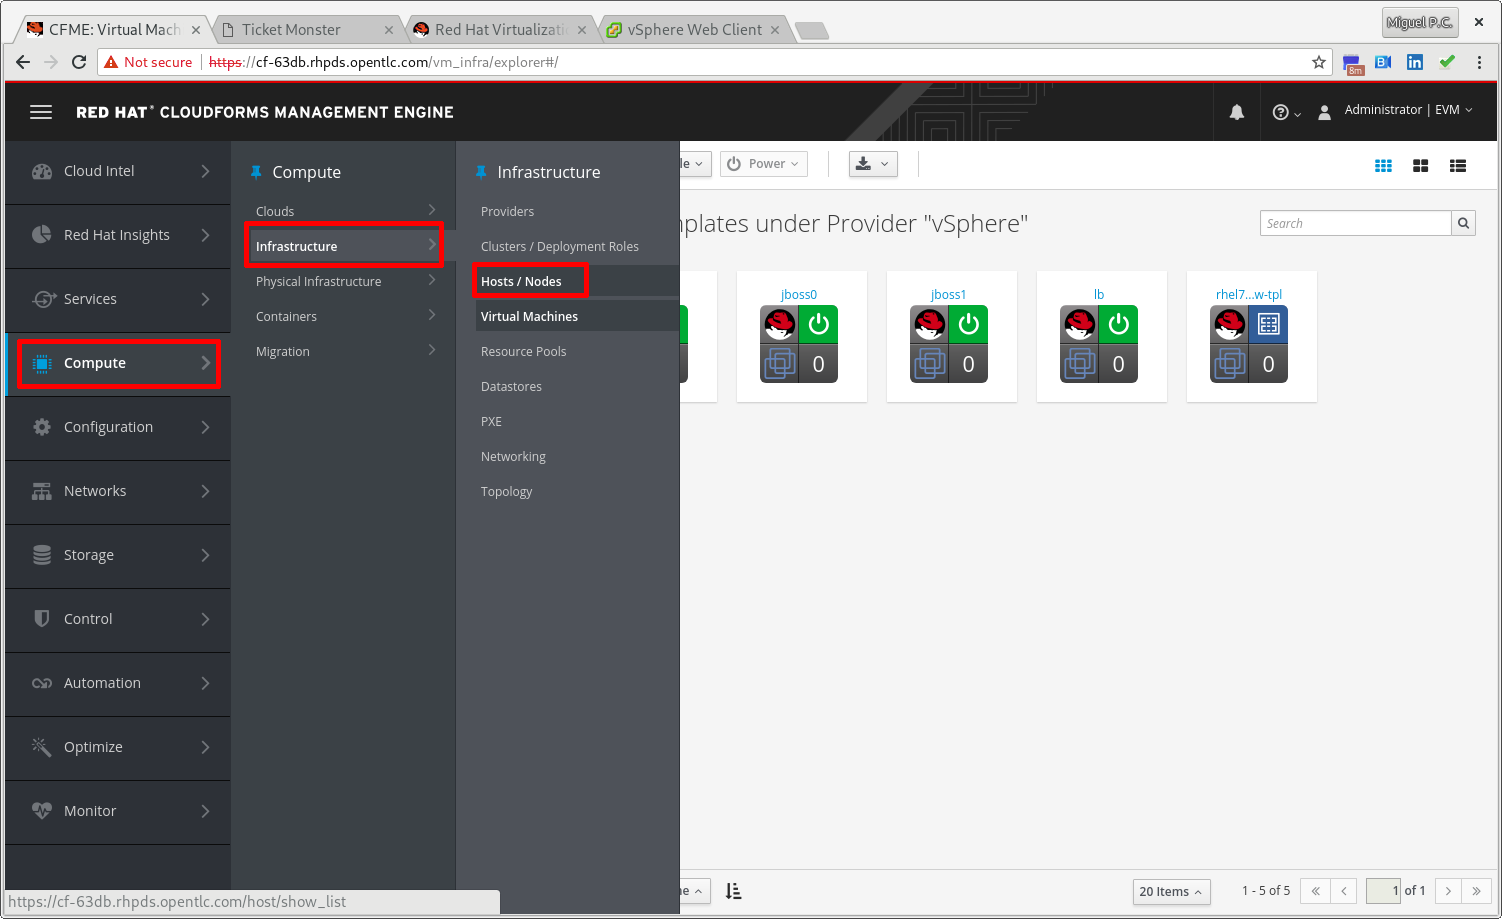 CFME: Virtual Mach
Ticket Monster
Red Hat Virtualizati
vSphere Web Client
Miguel P.C.
Not secure
https://cf-63db.rhpds.opentlc.com/vm_infra/explorer#/
8m
RED HAT® CLOUDFORMS MANAGEMENT ENGINE
Administrator | EVM
Cloud Intel
Red Hat Insights
Services
Compute
Configuration
Networks
Storage
Control
Automation
Optimize
Monitor
Compute
Clouds
Infrastructure
Physical Infrastructure
Containers
Migration
Infrastructure
Providers
Clusters / Deployment Roles
Hosts / Nodes
Virtual Machines
Resource Pools
Datastores
PXE
Networking
Topology
le
Power
nplates under Provider "vSphere"
Search
jboss0
0
jboss1
0
lb
0
rhel7...w-tpl
0
ne
20 Items
1 - 5 of 5
1 of 1
https://cf-63db.rhpds.opentlc.com/host/show_list